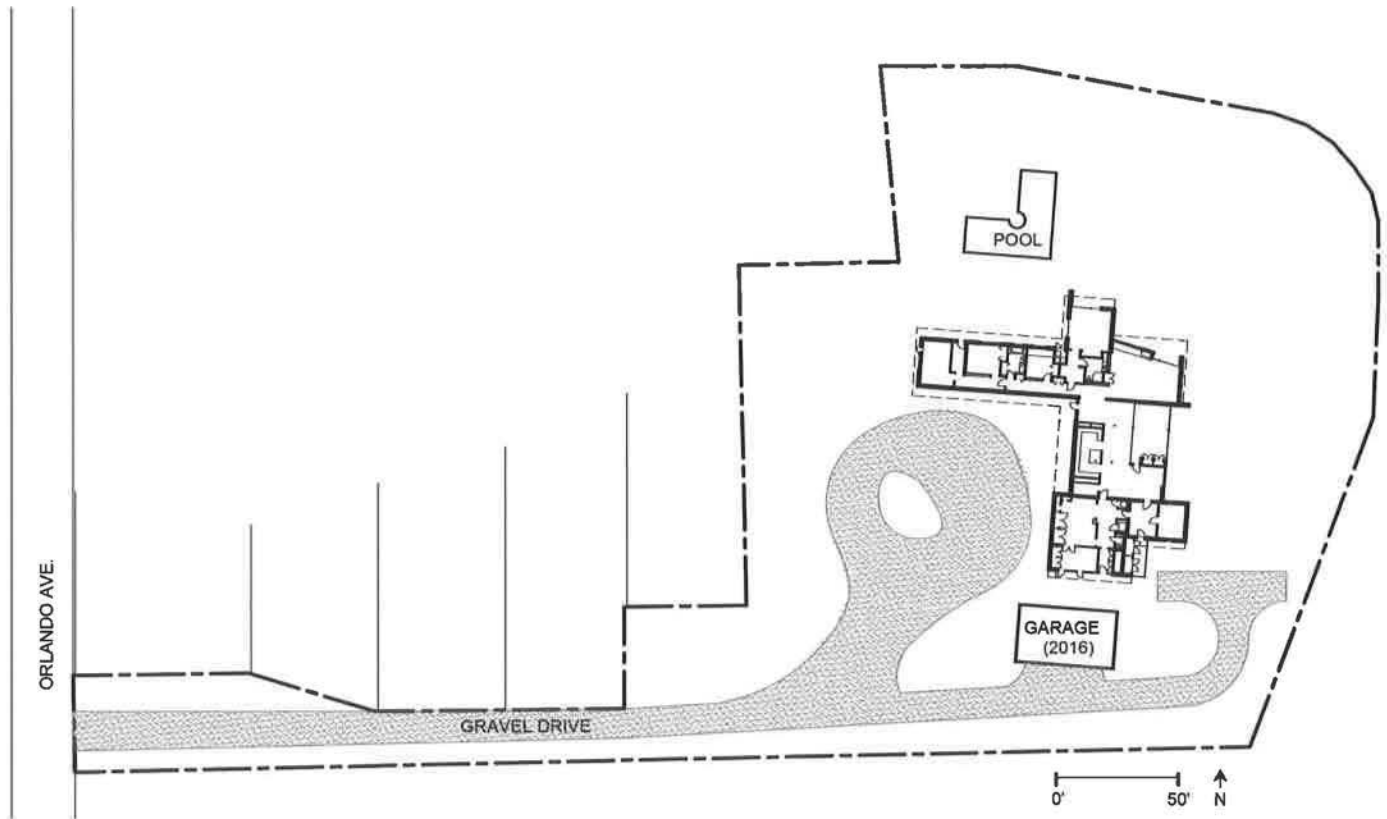 POOL
ORLANDO AVE.
GARAGE
(2016)
GRAVEL DRIVE
0' 50' N